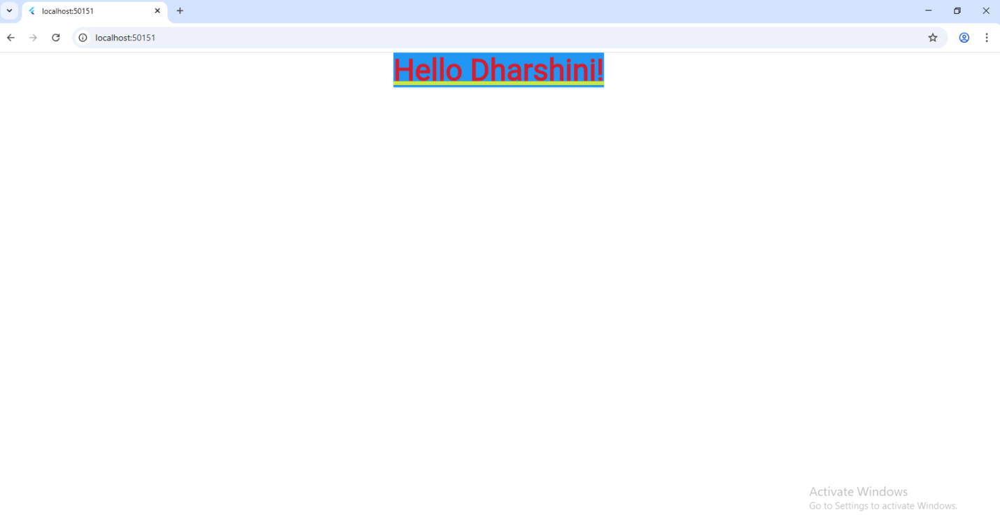 localhost:50151
localhost:50151
Hello Dharshini!
Activate Windows
Go to Settings to activate Windows.